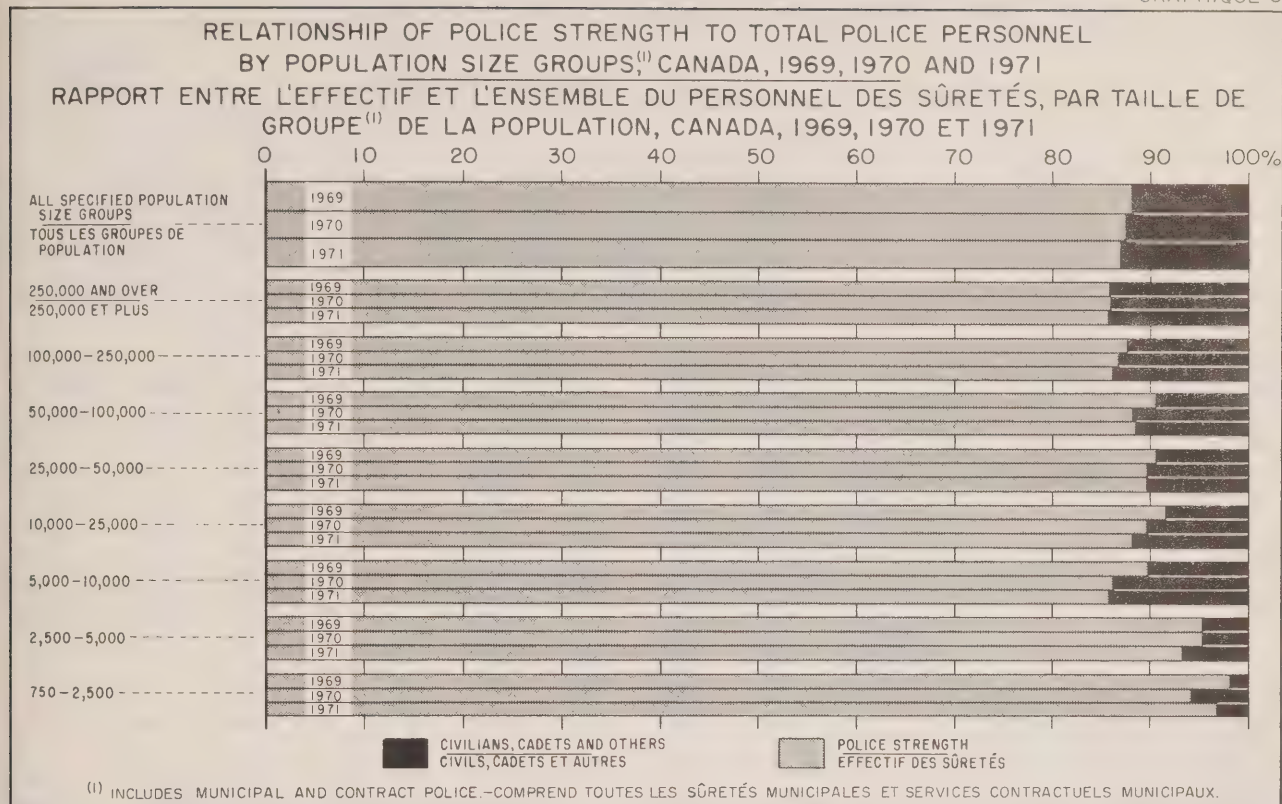 RELATIONSHIP OF POLICE STRENGTH TO TOTAL POLICE PERSONNEL
BY POPULATION SIZE GROUPS,(1) CANADA, 1969, 1970 AND 1971
RAPPORT ENTRE L'EFFECTIF ET L'ENSEMBLE DU PERSONNEL DES SÛRETÉS, PAR TAILLE DE
GROUPE(1) DE LA POPULATION, CANADA, 1969, 1970 ET 1971
0 10 20 30 40 50 60 70 80 90 100%
ALL SPECIFIED POPULATION
SIZE GROUPS
TOUS LES GROUPES DE
POPULATION
1969
1970
1971
250,000 AND OVER
250,000 ET PLUS
1969
1970
1971
100,000-250,000
1969
1970
1971
50,000-100,000
1969
1970
1971
25,000-50,000
1969
1970
1971
10,000-25,000
1969
1970
1971
5,000-10,000
1969
1970
1971
2,500-5,000
1969
1970
1971
750-2,500
1969
1970
1971
CIVILIANS, CADETS AND OTHERS
CIVILS, CADETS ET AUTRES
POLICE STRENGTH
EFFECTIF DES SÛRETÉS
(1) INCLUDES MUNICIPAL AND CONTRACT POLICE.-COMPREND TOUTES LES SÛRETÉS MUNICIPALES ET SERVICES CONTRACTUELS MUNICIPAUX.